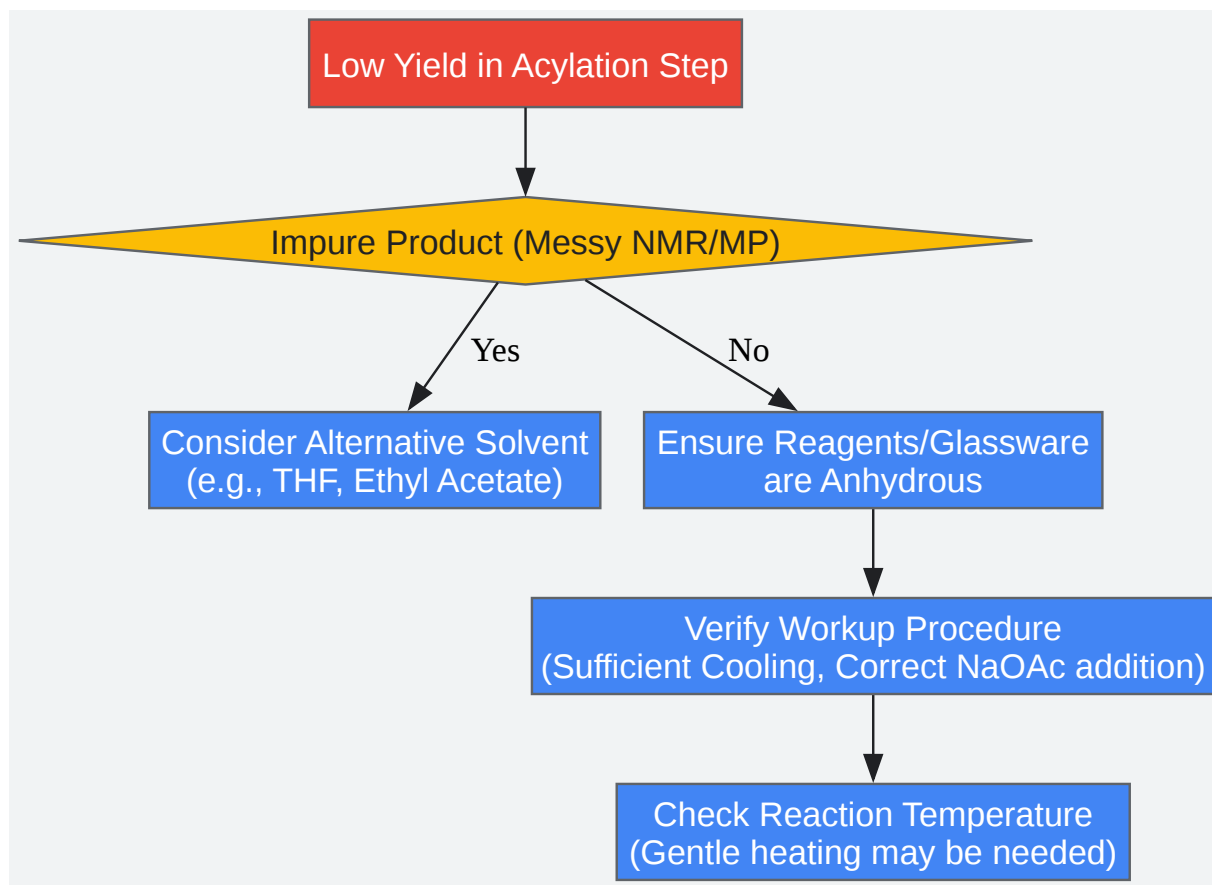 Low Yield in Acylation Step
Impure Product (Messy NMR/MP)
Yes
No
Consider Alternative Solvent
(e.g., THF, Ethyl Acetate)
Ensure Reagents/Glassware
are Anhydrous
Verify Workup Procedure
(Sufficient Cooling, Correct NaOAc addition)
Check Reaction Temperature
(Gentle heating may be needed)